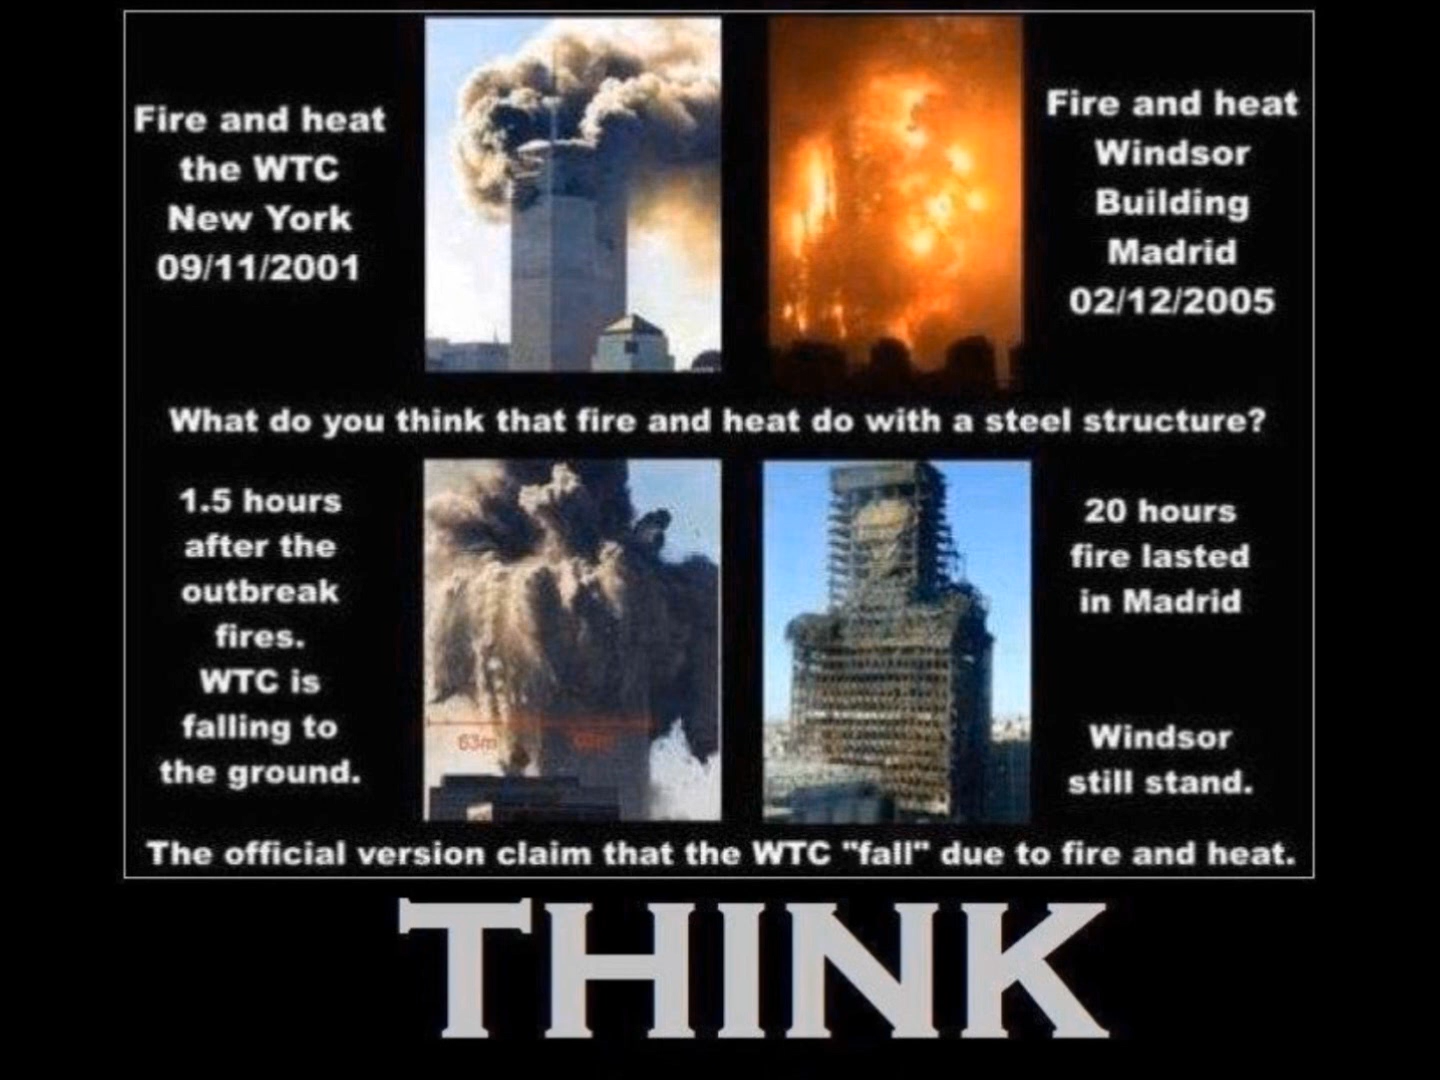 Fire and heat
the WTC
New York
09/11/2001
Fire and heat
Windsor
Building
Madrid
02/12/2005
What do you think that fire and heat do with a steel structure?
1.5 hours
after the
outbreak
fires.
WTC is
falling to
the ground.
63m
20 hours
fire lasted
in Madrid
Windsor
still stand.
The official version claim that the WTC "fall" due to fire and heat.
THINK